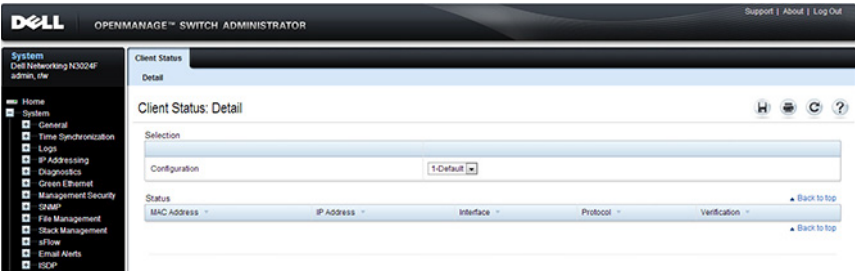 Support | About | Log Out
DELL
OPENMANAGE™ SWITCH ADMINISTRATOR
System
Dell Networking N3024F
admin, r/w
Home
System
General
Time Synchronization
Logs
IP Addressing
Diagnostics
Green Ethernet
Management Security
SNMP
File Management
Stack Management
sFlow
Email Alerts
ISDP
Client Status
Detail
Client Status: Detail
Selection
Configuration 1-Default
Status Back to top
MAC Address IP Address Interface Protocol Verification
Back to top